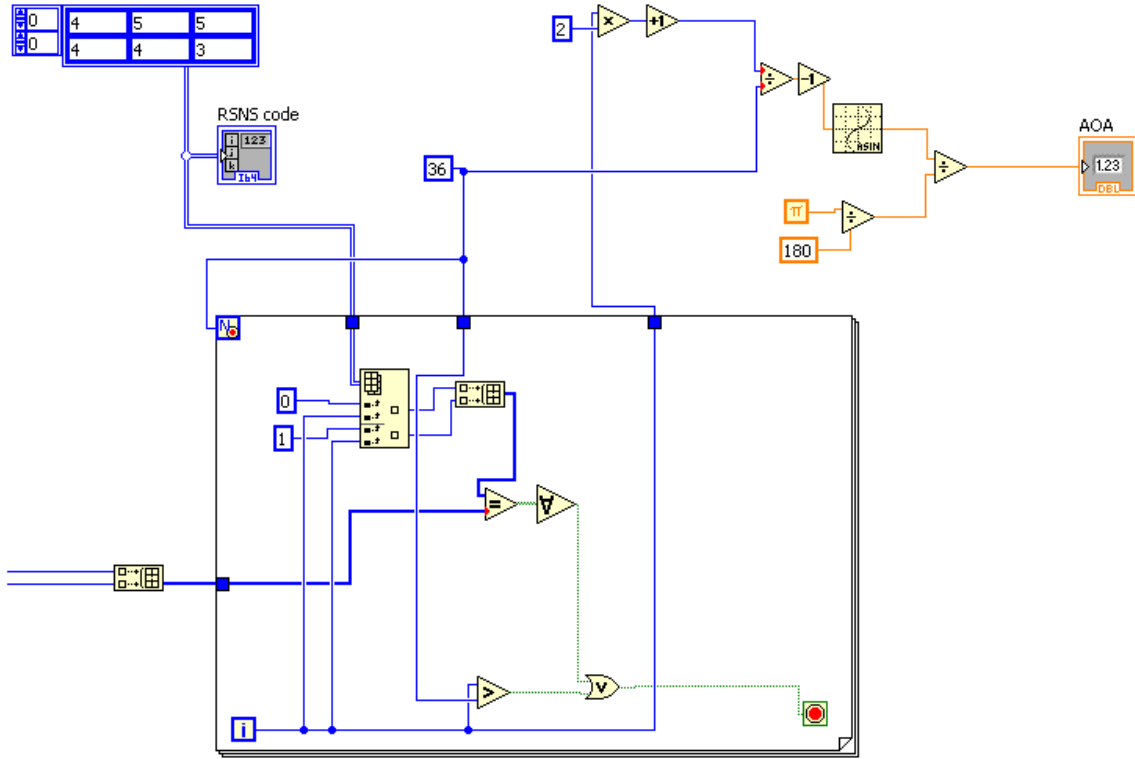 0 4 5 5
0 4 4 3
2 x +1
÷ -1
RSNS code
i 123
j
k
I64
36
ASIN
AOA
÷
1.23
DBL
π ÷
180
N
0
1
= ∀
> v
i